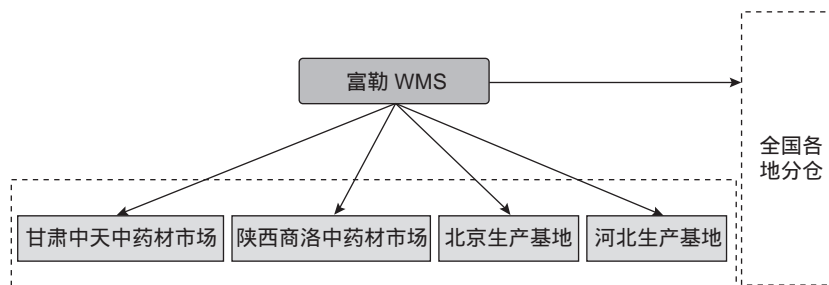 富勒 WMS
全国各
地分仓
甘肃中天中药材市场
陕西商洛中药材市场
北京生产基地
河北生产基地